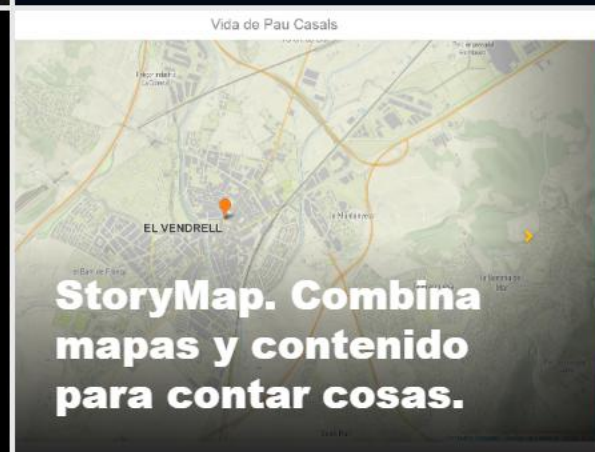 Vida de Pau Casals
EL VENDRELL
StoryMap. Combina
mapas y contenido
para contar cosas.